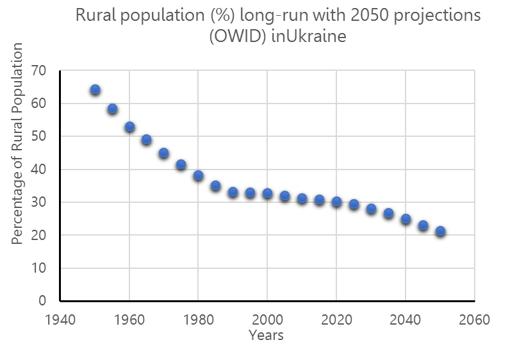 Rural population (%) long-run with 2050 projections
(OWID) inUkraine
Percentage of Rural Population
70
60
50
40
30
20
10
0
1940 1960 1980 2000 2020 2040 2060
Years